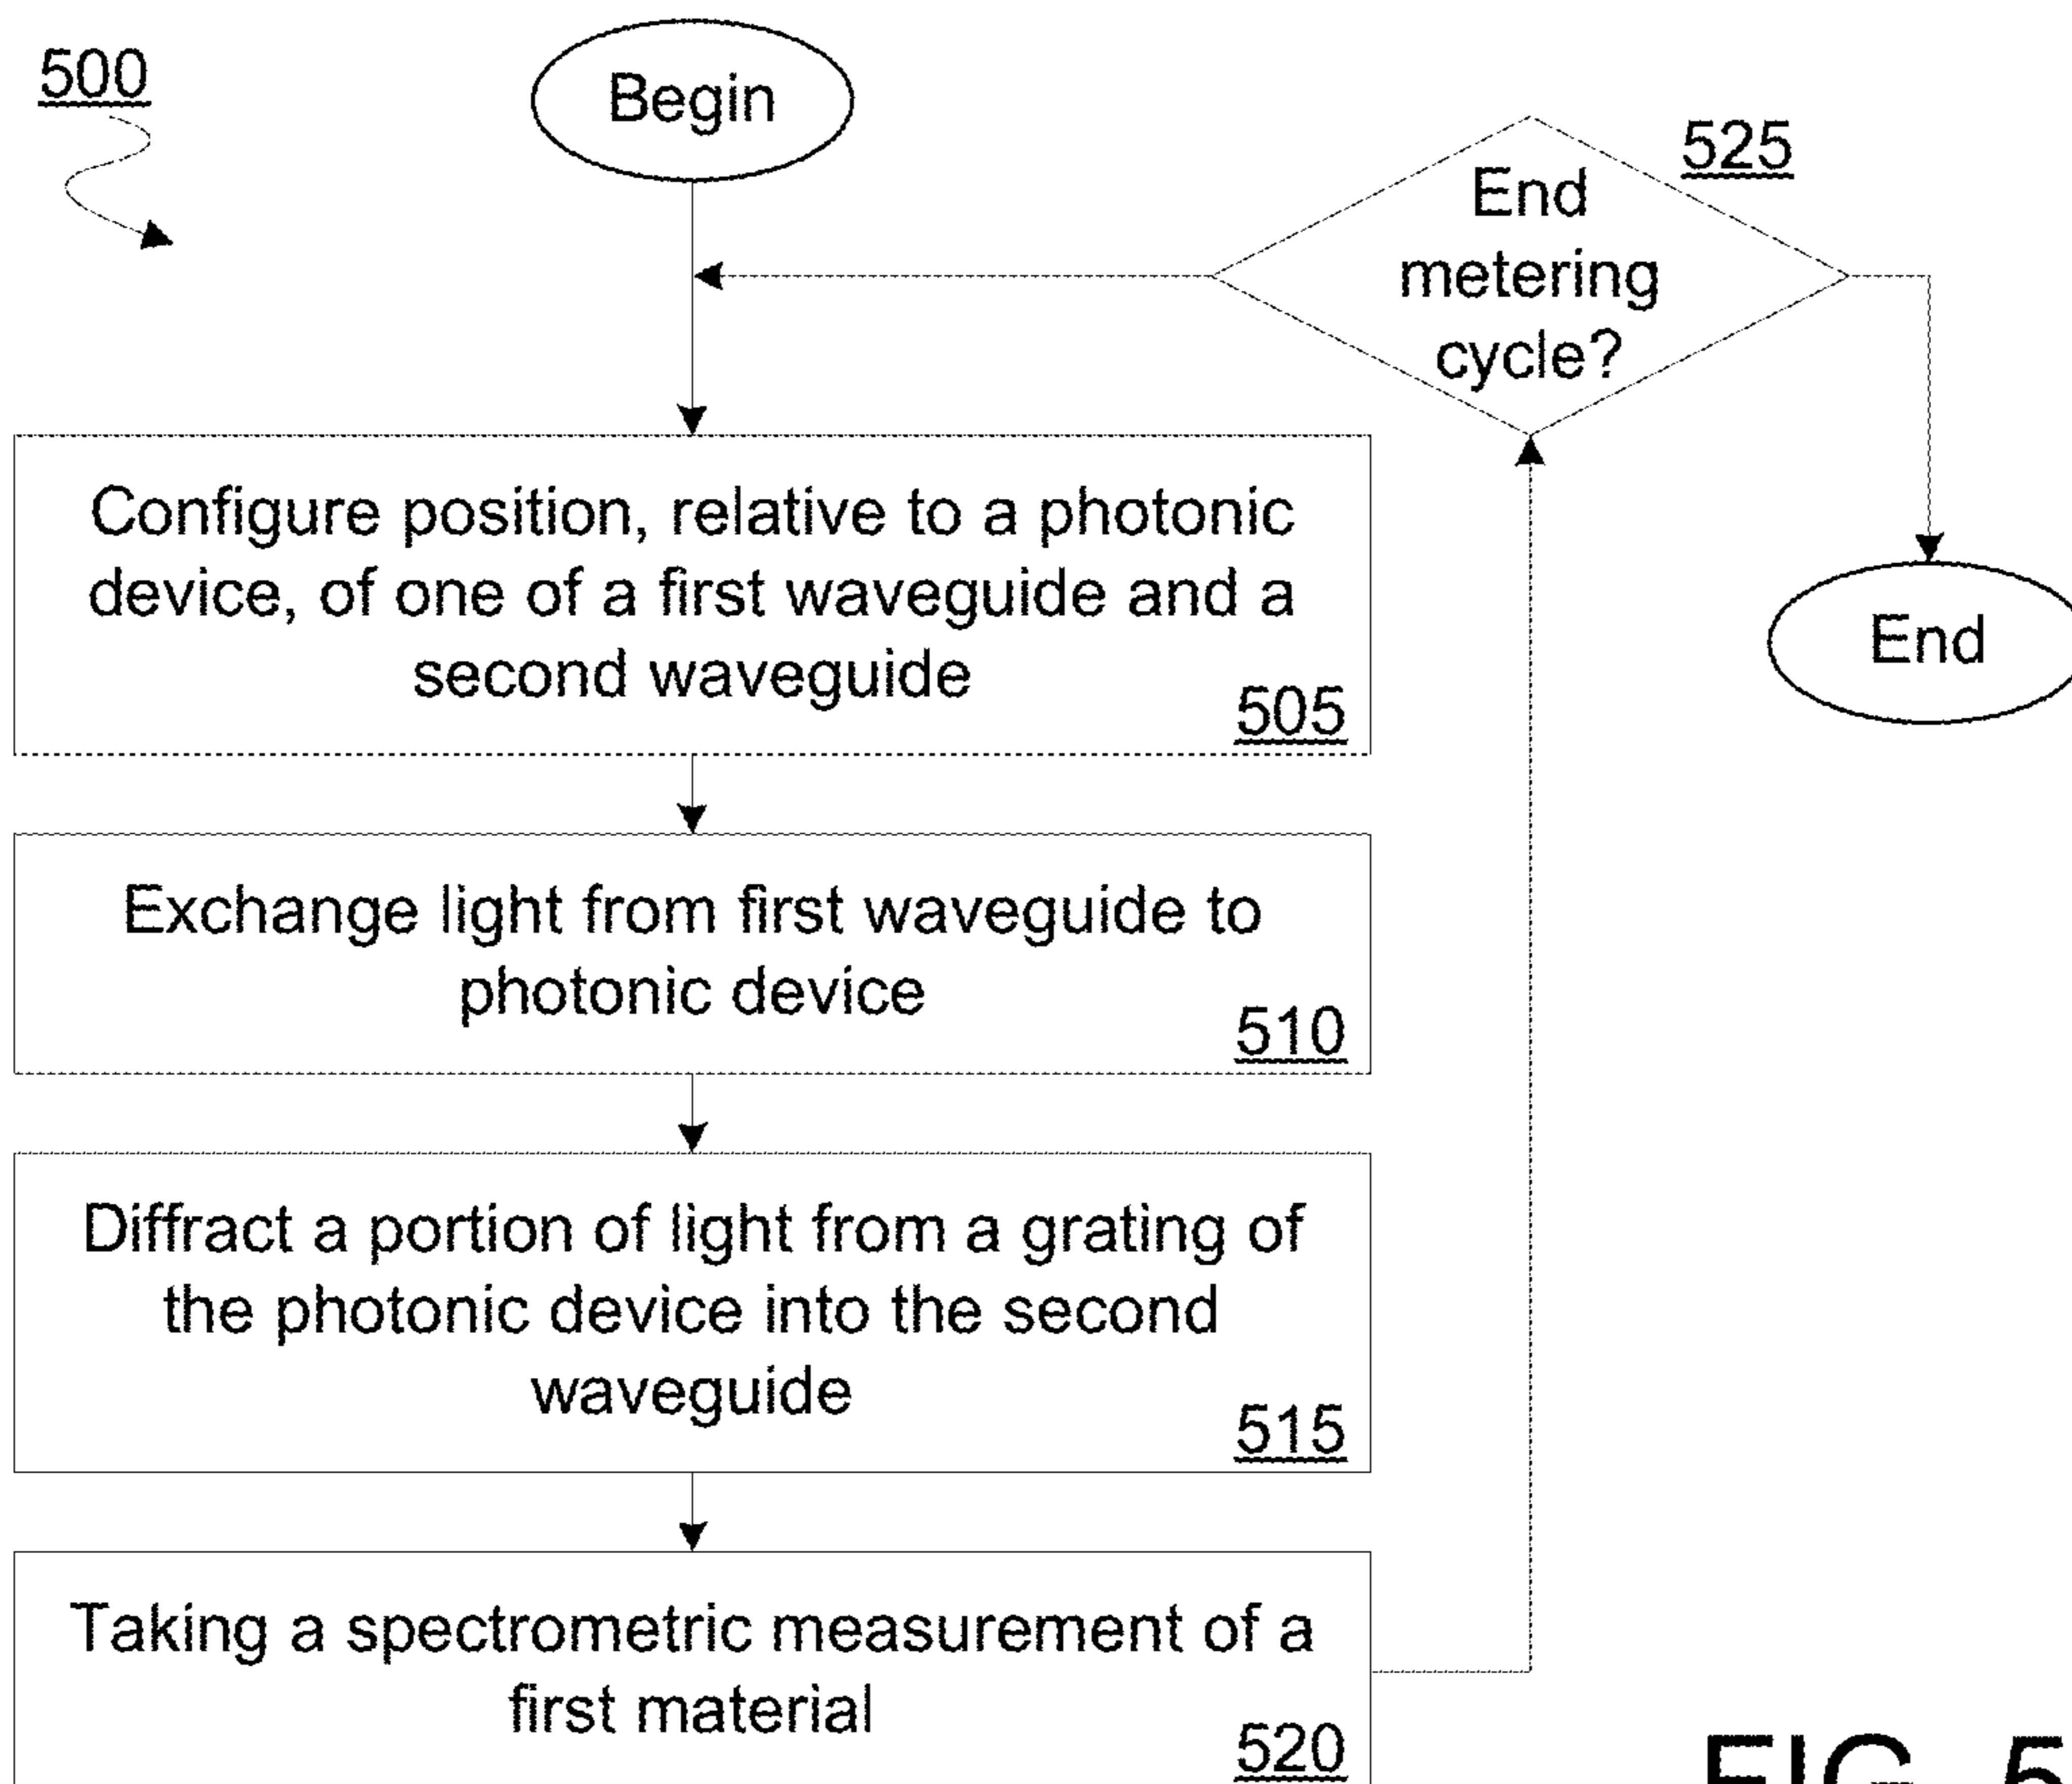 500
Begin
525
End
metering
cycle?
Configure position, relative to a photonic
device, of one of a first waveguide and a
second waveguide
505
End
Exchange light from first waveguide to
photonic device
510
Diffract a portion of light from a grating of
the photonic device into the second
waveguide
515
Taking a spectrometric measurement of a
first material
520
FIG. 5